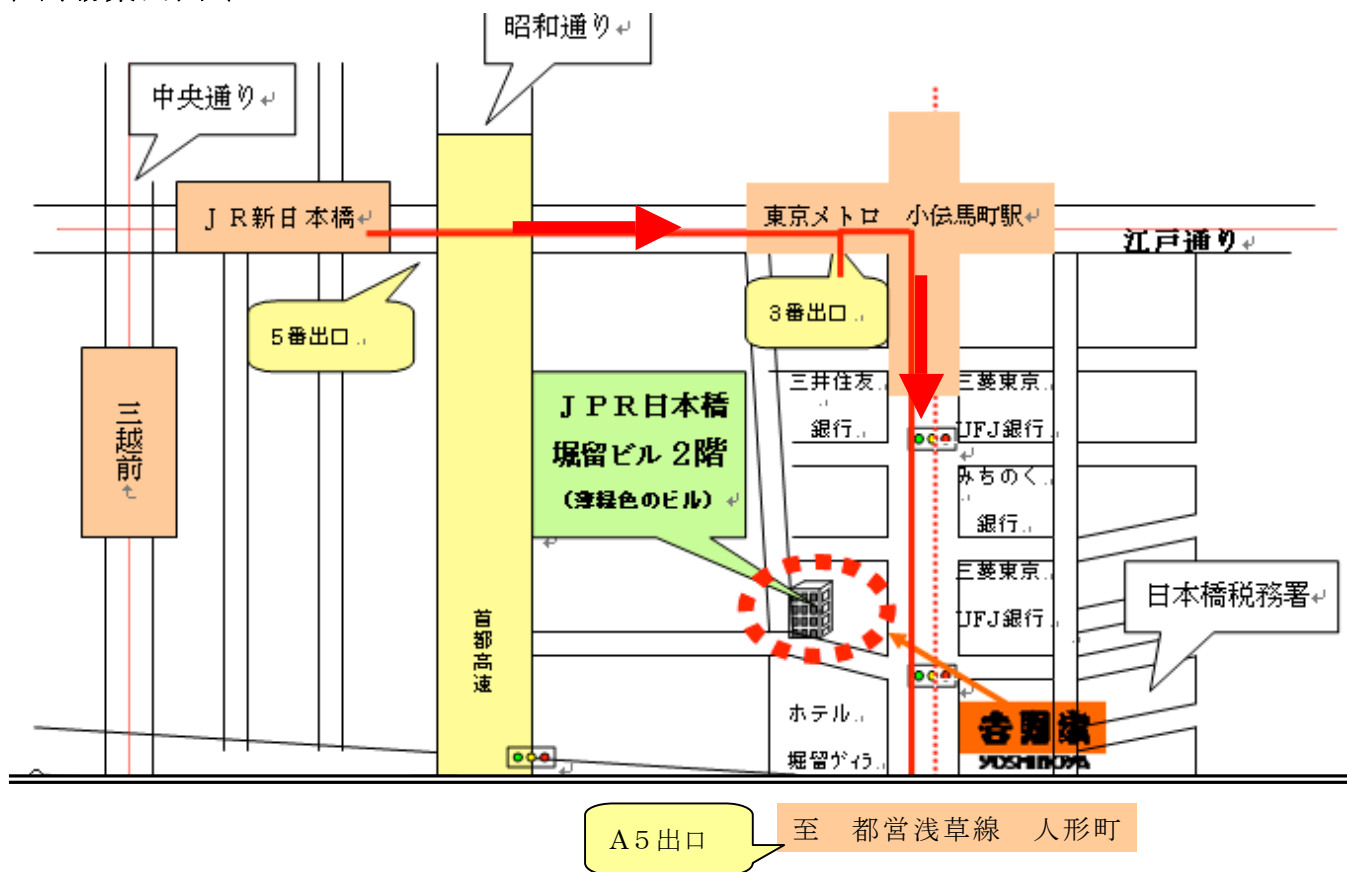 昭和通り
中央通り
JR新日本橋
東京メトロ 小伝馬町駅
江戸通り
5番出口
3番出口
三越前
JPR日本橋
堀留ビル 2階
(薄緑色のビル)
三井住友
銀行
三菱東京
UFJ銀行
みちのく
銀行
三菱東京
UFJ銀行
日本橋税務署
首都高速
ホテル
堀留ヴィラ
吉野家
YOSHINOYA
A5出口
至 都営浅草線 人形町